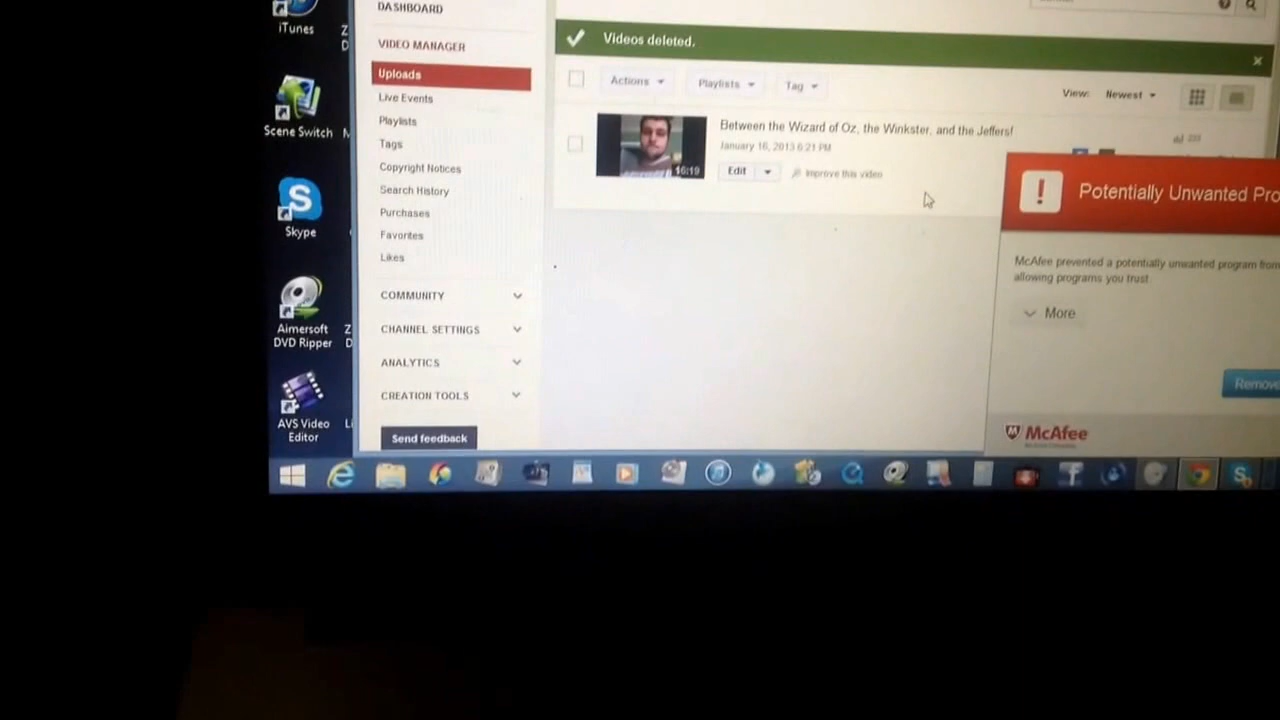 DASHBOARD
iTunes
VIDEO MANAGER
Videos deleted.
Uploads
Actions
Playlists
Tag
View:
Newest
Live Events
Scene Switch
Playlists
Between the Wizard of Oz, the Winkster, and the Jeffers!
January 16, 2013 6:21 PM
Tags
16:19
Edit
Improve this video
Copyright Notices
Search History
Potentially Unwanted Pro
Purchases
Skype
Favorites
Likes
McAfee prevented a potentially unwanted program from
allowing programs you trust
COMMUNITY
More
CHANNEL SETTINGS
Aimersoft
DVD Ripper
ANALYTICS
Remove
CREATION TOOLS
AVS Video
Editor
Send feedback
McAfee